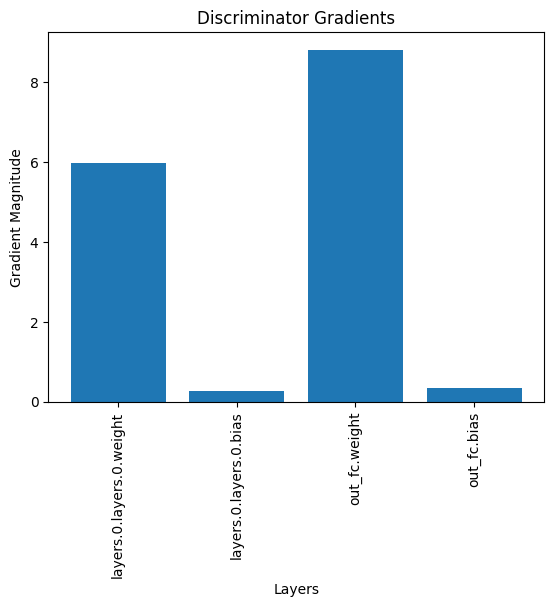 Discriminator Gradients
Gradient Magnitude
8
6
4
2
0
layers.0.layers.0.weight
layers.0.layers.0.bias
out_fc.weight
out_fc.bias
Layers